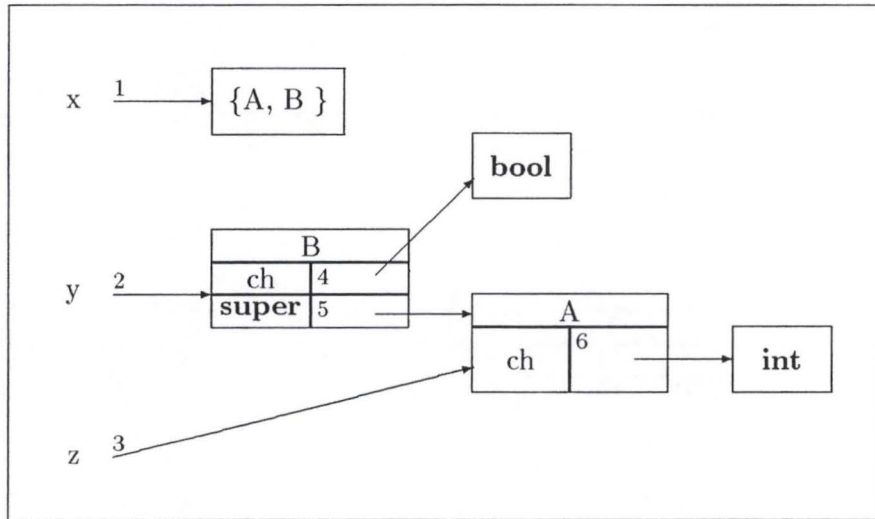 x 1 {A, B }
bool
B
y 2 ch 4
super 5
A
ch 6 int
z 3